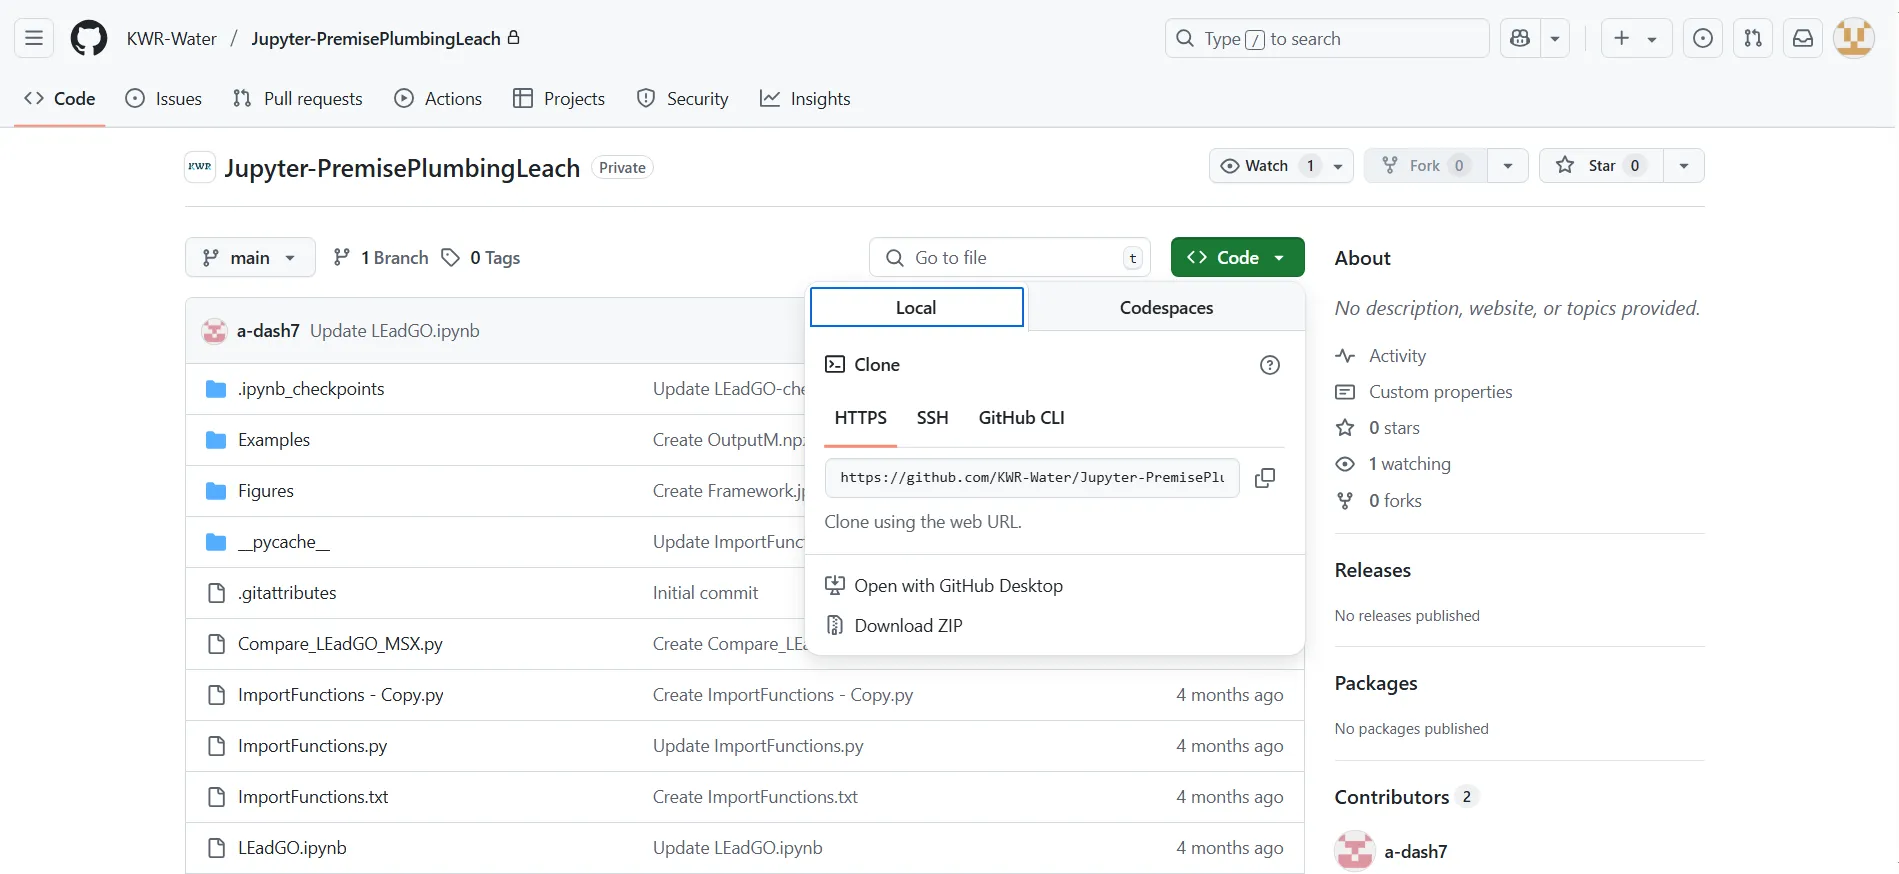 KWR-Water / Jupyter-PremisePlumbingLeach
Type / to search
Code Issues Pull requests Actions Projects Security Insights
KWR Jupyter-PremisePlumbingLeach Private
Watch 1 Fork 0 Star 0
main 1 Branch 0 Tags
Go to file t
Code
About
Local Codespaces
No description, website, or topics provided.
a-dash7 Update LEadGO.ipynb
Clone
Activity
.ipynb_checkpoints Update LEadGO-che
Custom properties
HTTPS SSH GitHub CLI
0 stars
Examples Create OutputM.npz
1 watching
https://github.com/KWR-Water/Jupyter-PremisePlu
Figures Create Framework.jp
0 forks
Clone using the web URL.
__pycache__ Update ImportFunc
Releases
Open with GitHub Desktop
.gitattributes Initial commit
No releases published
Download ZIP
Compare_LEadGO_MSX.py Create Compare_LEa
Packages
ImportFunctions - Copy.py Create ImportFunctions - Copy.py 4 months ago
No packages published
ImportFunctions.py Update ImportFunctions.py 4 months ago
Contributors 2
ImportFunctions.txt Create ImportFunctions.txt 4 months ago
LEadGO.ipynb Update LEadGO.ipynb 4 months ago
a-dash7